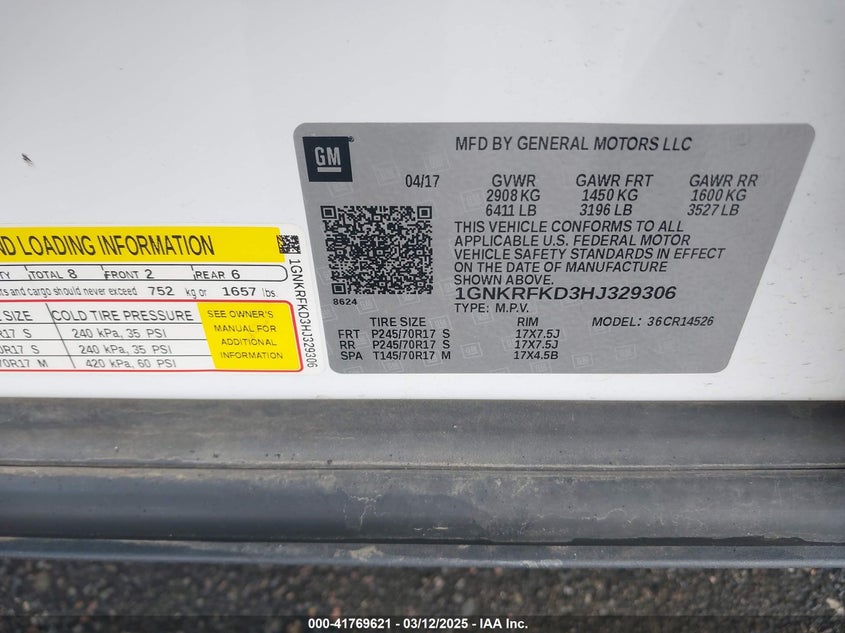 GM
MFD BY GENERAL MOTORS LLC
04/17 GVWR GAWR FRT GAWR RR
2908 KG 1450 KG 1600 KG
6411 LB 3196 LB 3527 LB
THIS VEHICLE CONFORMS TO ALL
APPLICABLE U.S. FEDERAL MOTOR
VEHICLE SAFETY STANDARDS IN EFFECT
ON THE DATE OF MANUFACTURE
SHOWN ABOVE.
8624
1GNKRFKD3HJ329306
TYPE: M.P.V.
TIRE SIZE RIM MODEL: 36CR14526
FRT P245/70R17 S 17X7.5J
RR P245/70R17 S 17X7.5J
SPA T145/70R17 M 17X4.5B
ND LOADING INFORMATION
TY TOTAL 8 FRONT 2 REAR 6
nts and cargo should never exceed 752 kg or 1657 lbs.
E SIZE COLD TIRE PRESSURE
R17 S 240 kPa, 35 PSI
70R17 S 240 kPa, 35 PSI
70R17 M 420 kPa, 60 PSI
SEE OWNER'S
MANUAL FOR
ADDITIONAL
INFORMATION
1GNKRFKD3HJ329306
000-41769621 - 03/12/2025 - © IAA Inc.